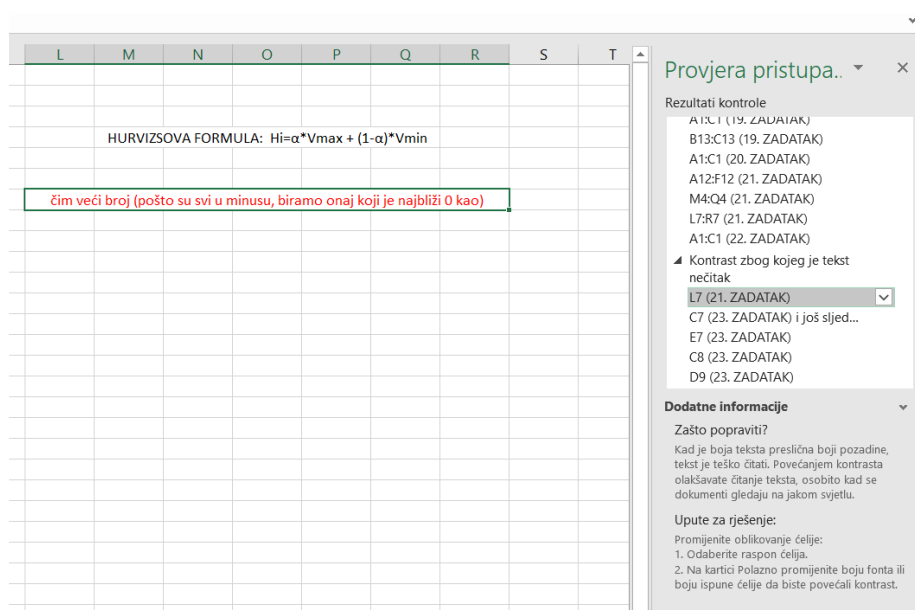 L M N O P Q R S T
HURVIZSOVA FORMULA:  Hi=α*Vmax + (1-α)*Vmin
čim veći broj (pošto su svi u minusu, biramo onaj koji je najbliži 0 kao)
Provjera pristupa..
Rezultati kontrole
A1:C1 (19. ZADATAK)
B13:C13 (19. ZADATAK)
A1:C1 (20. ZADATAK)
A12:F12 (21. ZADATAK)
M4:Q4 (21. ZADATAK)
L7:R7 (21. ZADATAK)
A1:C1 (22. ZADATAK)
Kontrast zbog kojeg je tekst
nečitak
L7 (21. ZADATAK)
C7 (23. ZADATAK) i još sljed...
E7 (23. ZADATAK)
C8 (23. ZADATAK)
D9 (23. ZADATAK)
Dodatne informacije
Zašto popraviti?
Kad je boja teksta preslična boji pozadine,
tekst je teško čitati. Povećanjem kontrasta
olakšavate čitanje teksta, osobito kad se
dokumenti gledaju na jakom svjetlu.
Upute za rješenje:
Promijenite oblikovanje ćelije:
1. Odaberite raspon ćelija.
2. Na kartici Polazno promijenite boju fonta ili
boju ispune ćelije da biste povećali kontrast.